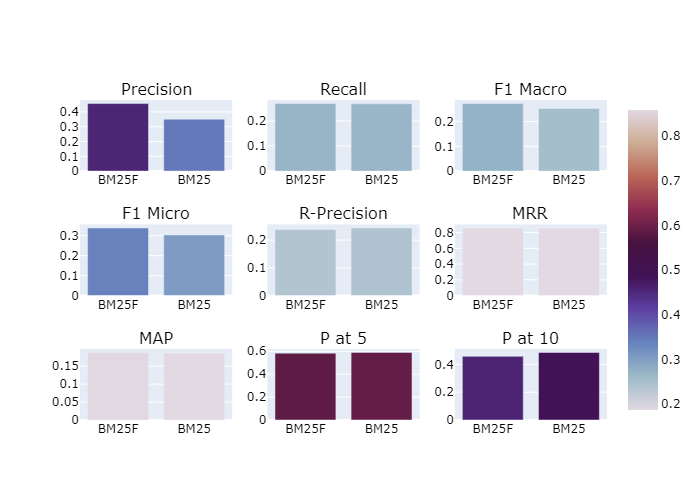 Precision
Recall
F1 Macro
0.4
0.3
0.2
0.1
0
BM25F
BM25
0.2
0.1
0
BM25F
BM25
0.2
0.1
0
BM25F
BM25
F1 Micro
R-Precision
MRR
0.3
0.2
0.1
0
BM25F
BM25
0.2
0.1
0
BM25F
BM25
0.8
0.6
0.4
0.2
0
BM25F
BM25
MAP
P at 5
P at 10
0.15
0.1
0.05
0
BM25F
BM25
0.6
0.4
0.2
0
BM25F
BM25
0.4
0.2
0
BM25F
BM25
0.8
0.7
0.6
0.5
0.4
0.3
0.2